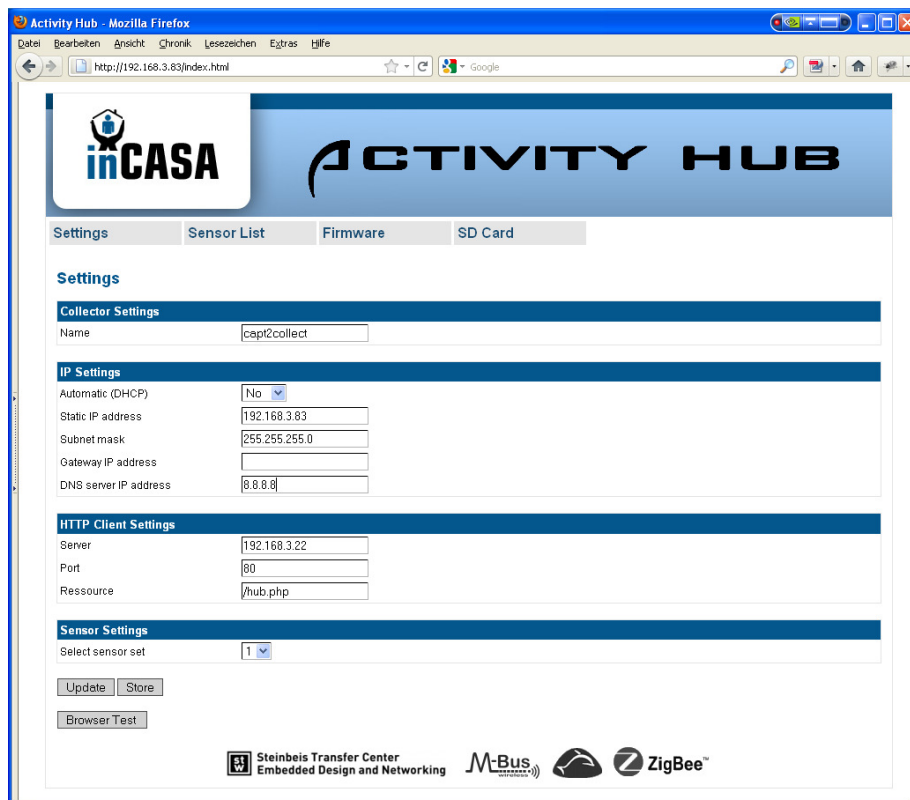 Activity Hub - Mozilla Firefox
Datei Bearbeiten Ansicht Chronik Lesezeichen Extras Hilfe
http://192.168.3.83/index.html Google
inCASA ACTIVITY HUB
Settings Sensor List Firmware SD Card
Settings
Collector Settings
Name capt2collect
IP Settings
Automatic (DHCP) No
Static IP address 192.168.3.83
Subnet mask 255.255.255.0
Gateway IP address
DNS server IP address 8.8.8.8
HTTP Client Settings
Server 192.168.3.22
Port 80
Ressource /hub.php
Sensor Settings
Select sensor set 1
Update Store
Browser Test
STW Steinbeis Transfer Center
Embedded Design and Networking
M-Bus wireless
ZigBee™